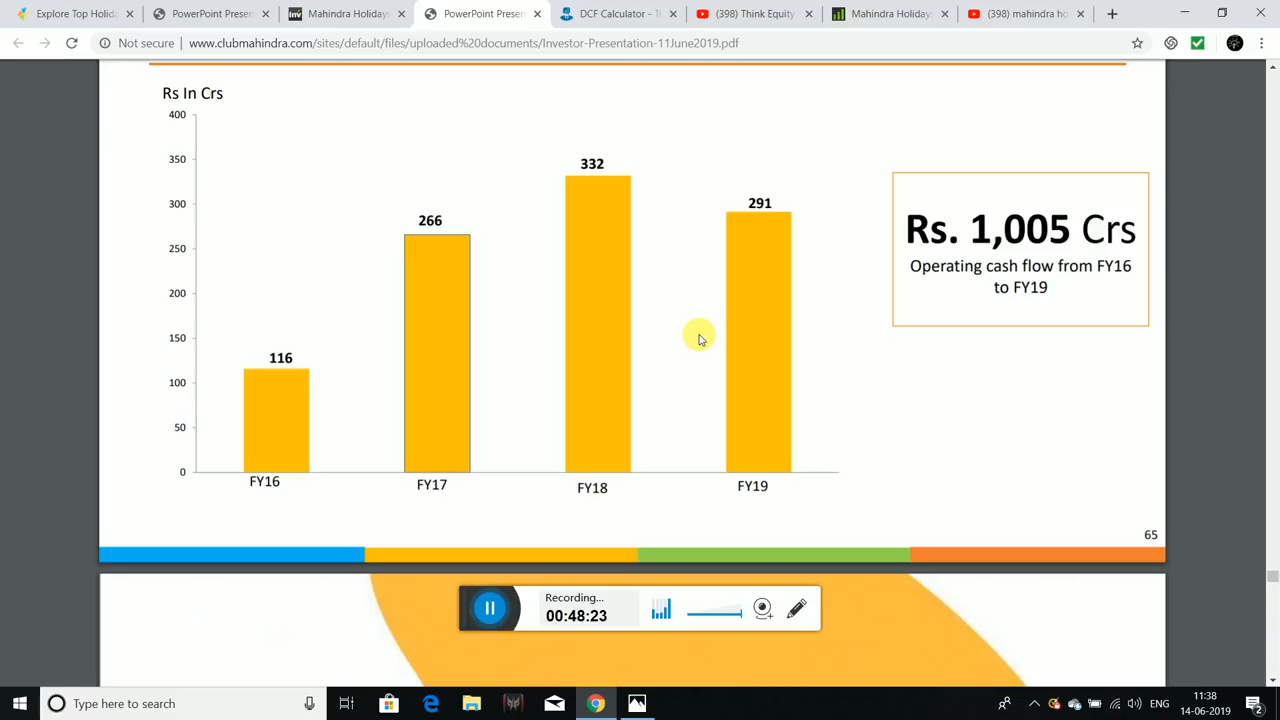 Explore Top Holida
PowerPoint Presen
Inv
Mahindra Holidays
PowerPoint Presen
DCF Calculator - T
(398) Think Equity
Mahindra Holidays
(398) mahindra ho
Not secure
www.clubmahindra.com/sites/default/files/uploaded%20documents/Investor-Presentation-11June2019.pdf
Rs In Crs
400
350
300
250
200
150
100
50
0
116
266
332
291
FY16
FY17
FY18
FY19
Rs. 1,005 Crs
Operating cash flow from FY16
to FY19
65
Recording...
00:48:23
Type here to search
ENG
11:38
14-06-2019
2